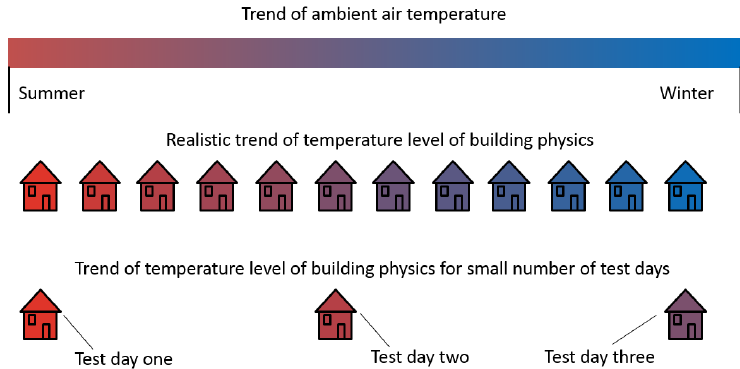 Trend of ambient air temperature
Summer
Winter
Realistic trend of temperature level of building physics
Trend of temperature level of building physics for small number of test days
Test day one
Test day two
Test day three